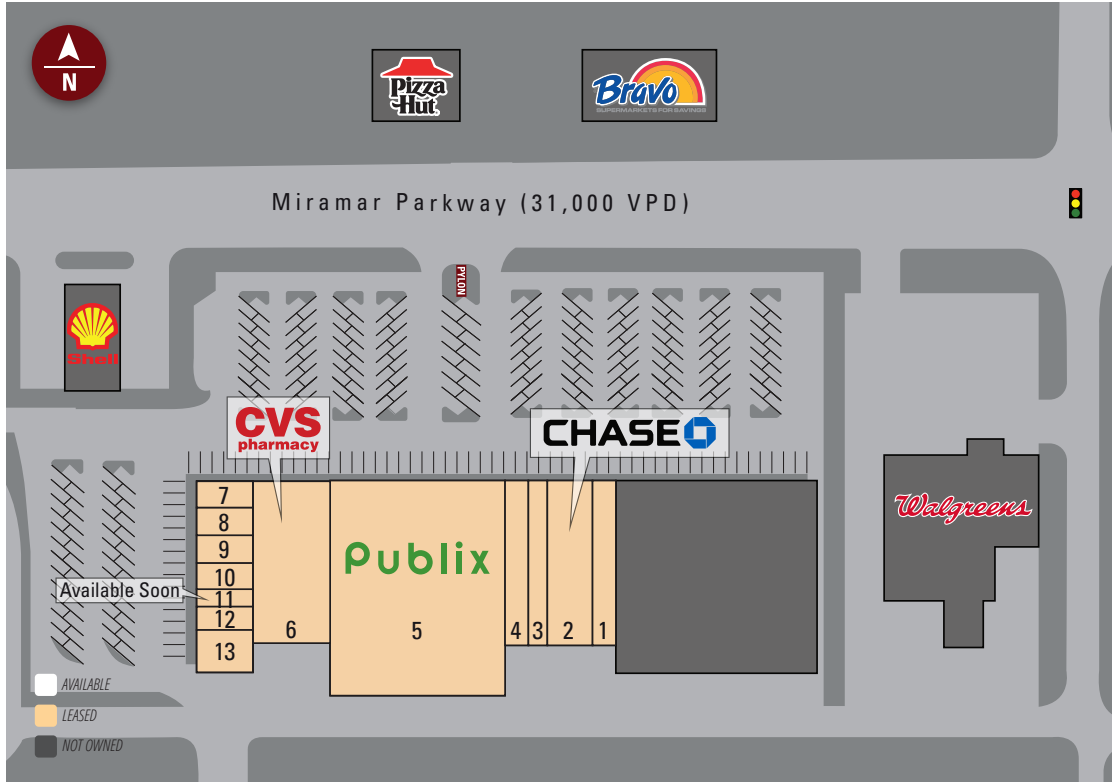 N
Pizza
Hut
Bravo
SUPERMARKETS FOR SAVINGS
Miramar Parkway (31,000 VPD)
PYLON
Shell
CVS
pharmacy
CHASE
Walgreens
Publix
Available Soon
7
8
9
10
11
12
13
6
5
4
3
2
1
AVAILABLE
LEASED
NOT OWNED